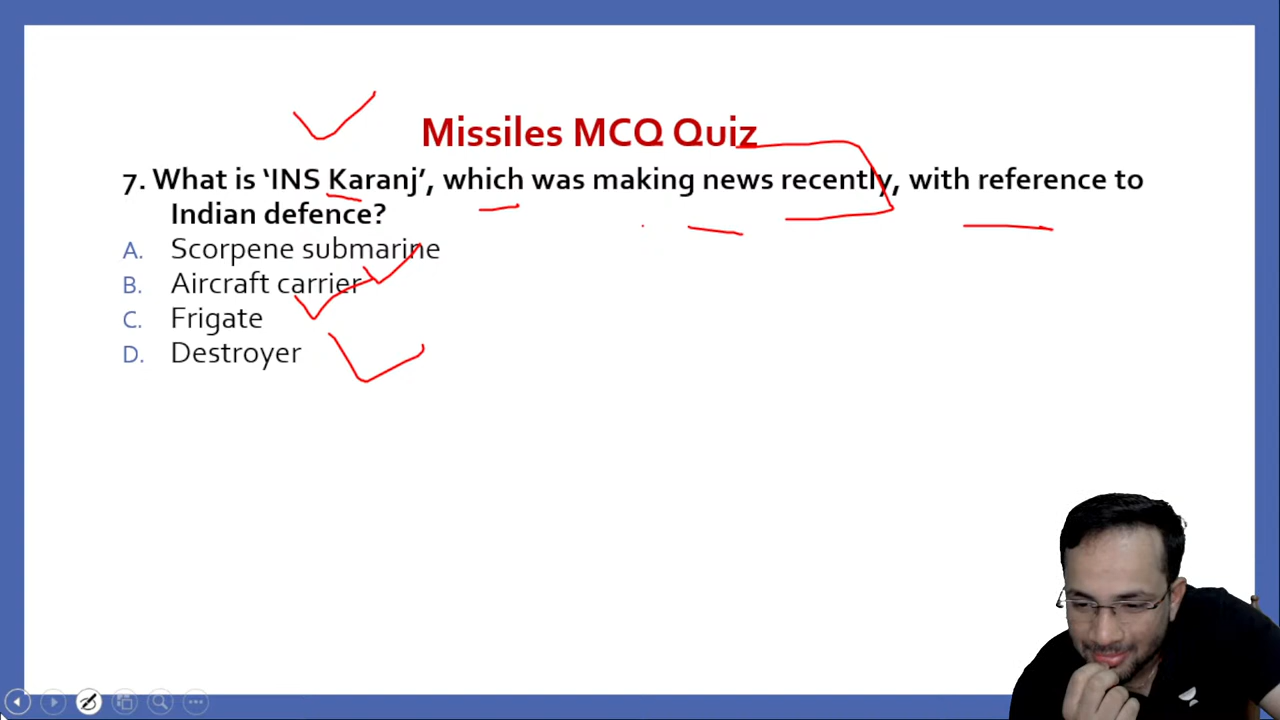 Missiles MCQ Quiz
7. What is ‘INS Karanj’, which was making news recently, with reference to
Indian defence?
A. Scorpene submarine
B. Aircraft carrier
C. Frigate
D. Destroyer